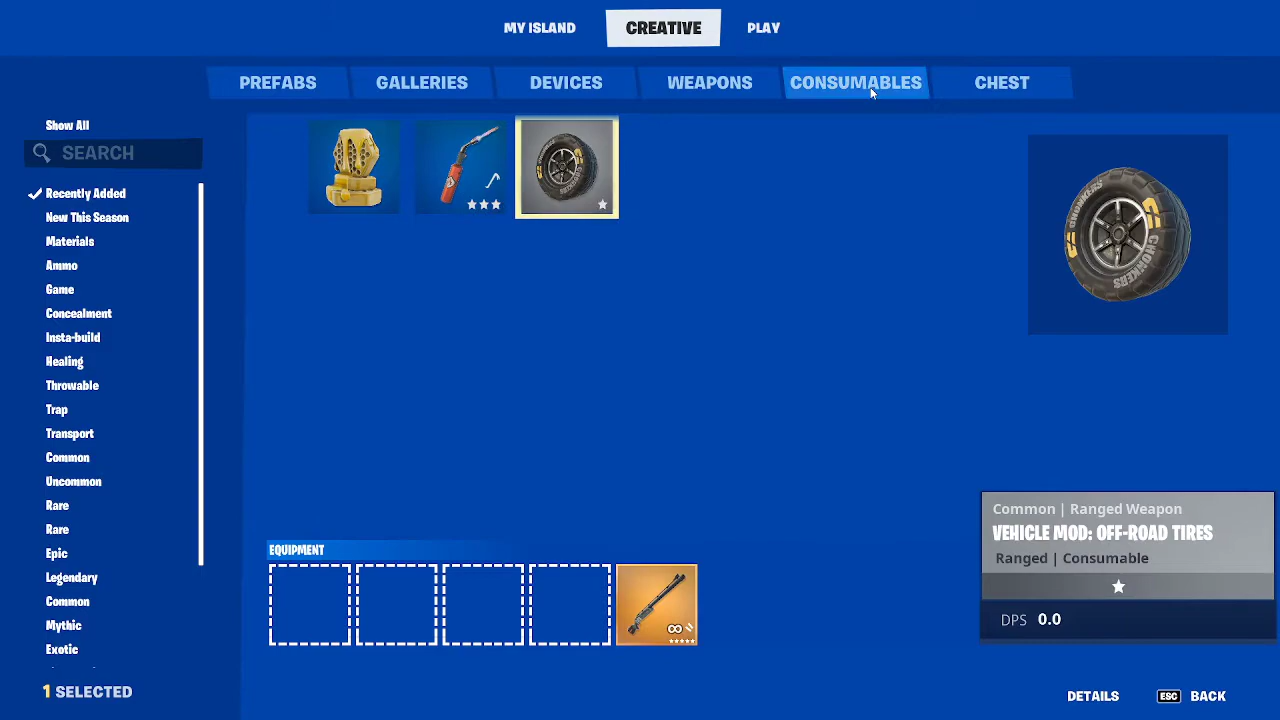 MY ISLAND
CREATIVE
PLAY
PREFABS
GALLERIES
DEVICES
WEAPONS
CONSUMABLES
CHEST
Show All
SEARCH
Recently Added
New This Season
Materials
Ammo
Game
Concealment
Insta-build
Healing
Throwable
Trap
Transport
Common
Uncommon
Rare
Rare
Epic
Legendary
Common
Mythic
Exotic
1 SELECTED
CHONKERS
CHONKERS
EQUIPMENT
∞
Common | Ranged Weapon
VEHICLE MOD: OFF-ROAD TIRES
Ranged | Consumable
DPS 0.0
DETAILS
ESC BACK